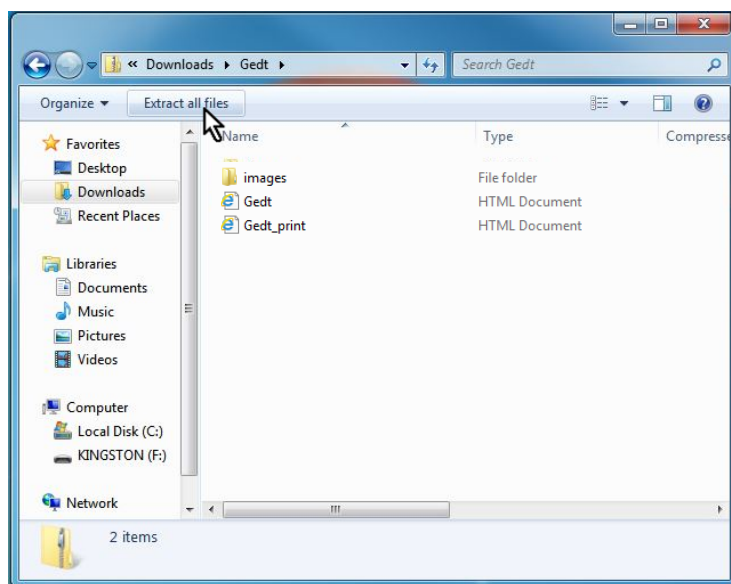 « Downloads Gedt
Search Gedt
Organize Extract all files
Name Type Compresse
Favorites
Desktop
Downloads
Recent Places
Libraries
Documents
Music
Pictures
Videos
Computer
Local Disk (C:)
KINGSTON (F:)
Network
images File folder
Gedt HTML Document
Gedt_print HTML Document
2 items